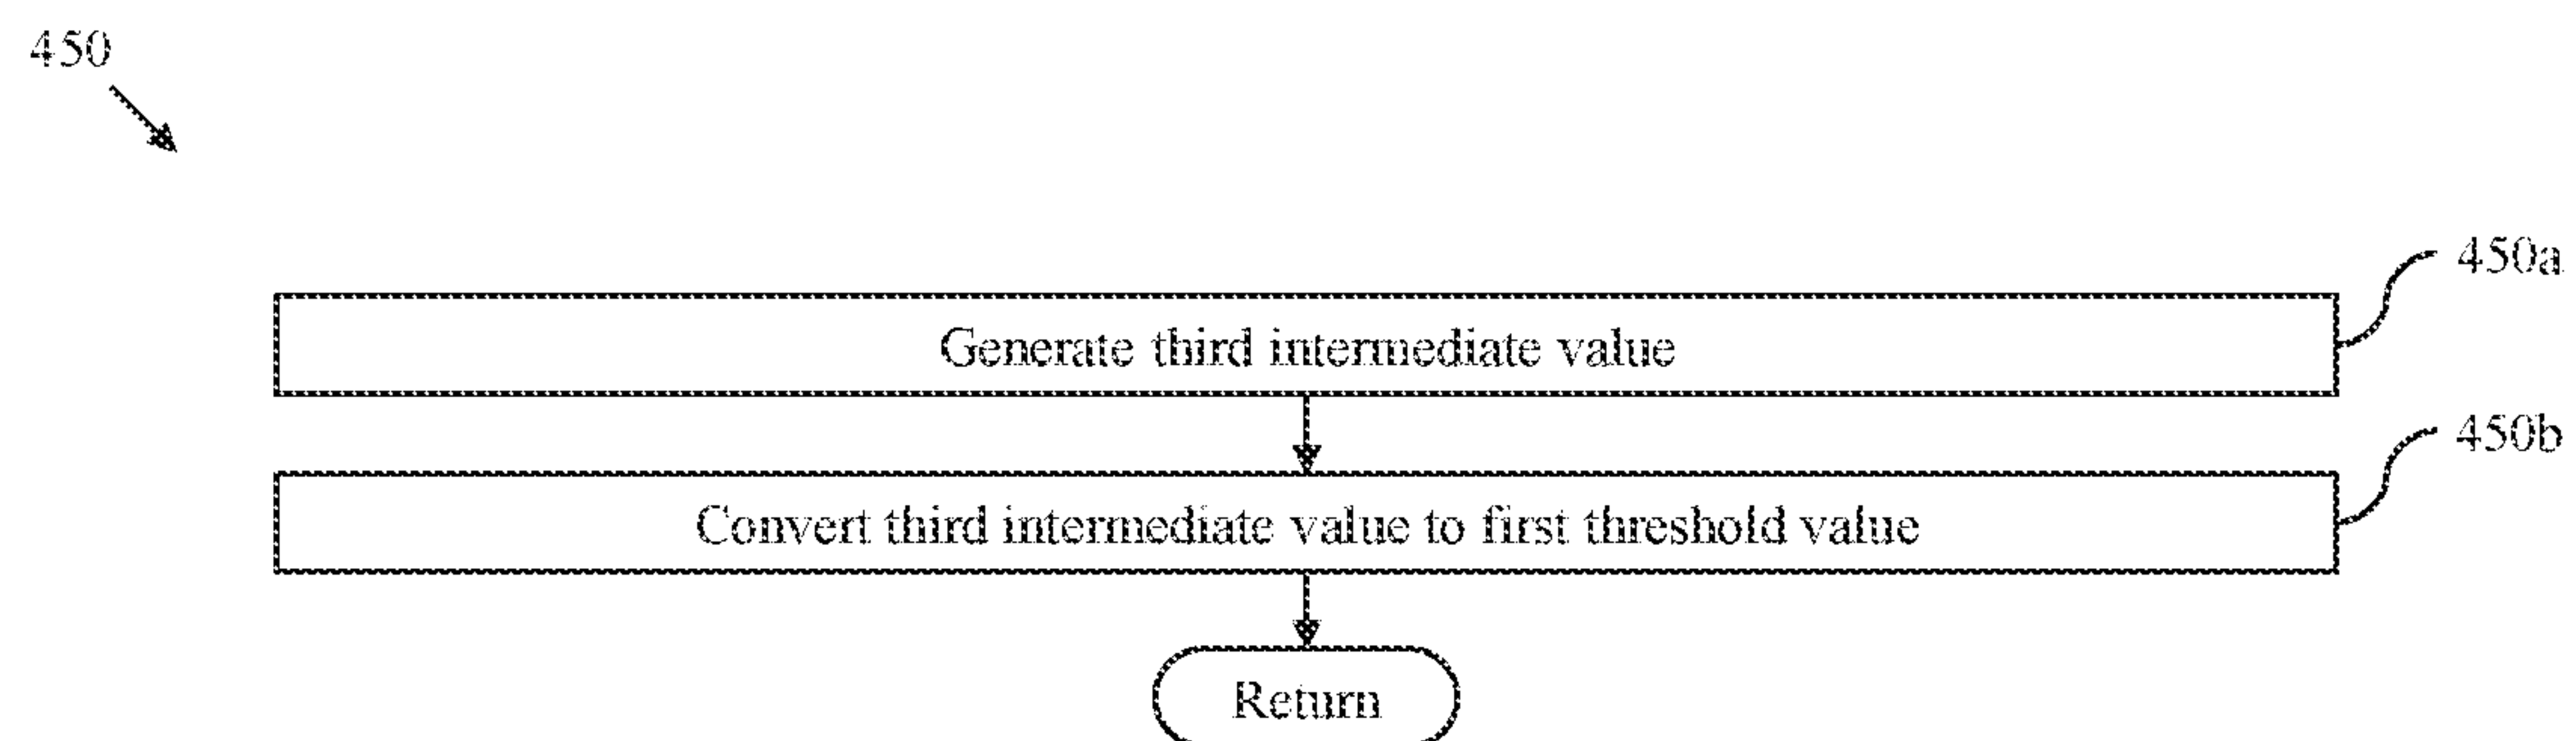 450
450a
Generate third intermediate value
450b
Convert third intermediate value to first threshold value
Return